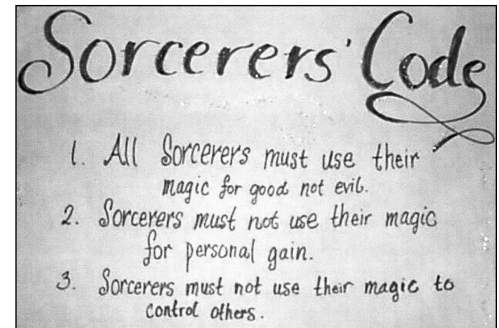 Sorcerers' Code
1. All Sorcerers must use their
magic for good not evil.
2. Sorcerers must not use their magic
for personal gain.
3. Sorcerers must not use their magic to
control others.